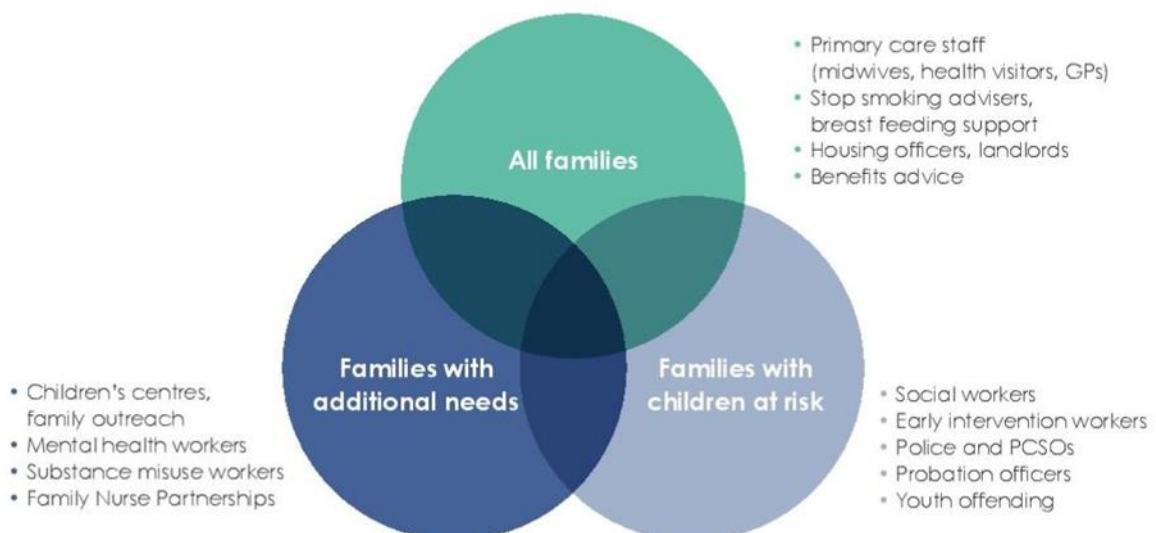 • Primary care staff
(midwives, health visitors, GPs)
• Stop smoking advisers,
breast feeding support
• Housing officers, landlords
• Benefits advice
All families
Families with
additional needs
Families with
children at risk
• Children's centres,
family outreach
• Mental health workers
• Substance misuse workers
• Family Nurse Partnerships
• Social workers
• Early intervention workers
• Police and PCSOs
• Probation officers
• Youth offending